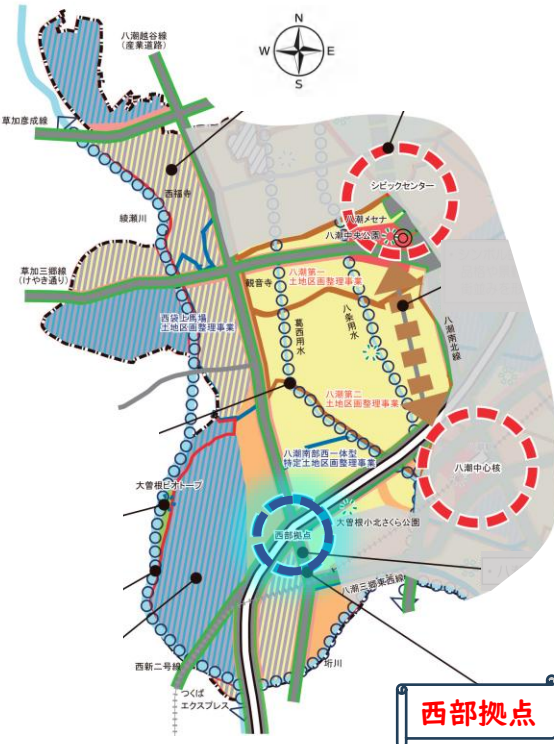 N
W
E
S
八潮越谷線
(産業道路)
草加彦成線
シビックセンター
西福寺
綾瀬川
八潮メセナ
八潮中央公園
草加三郷線
(けやき通り)
観音寺
八潮第一
土地区画整理事業
西袋上馬場
土地区画整理事業
葛西用水
八条用水
八潮南北線
八潮第二
土地区画整理事業
八潮南部西一体型
特定土地区画整理事業
八潮中心核
大曽根ビオトープ
大曽根小北さくら公園
西部拠点
八潮三郷東西線
西新二号線
垳川
つくば
エクスプレス
西部拠点